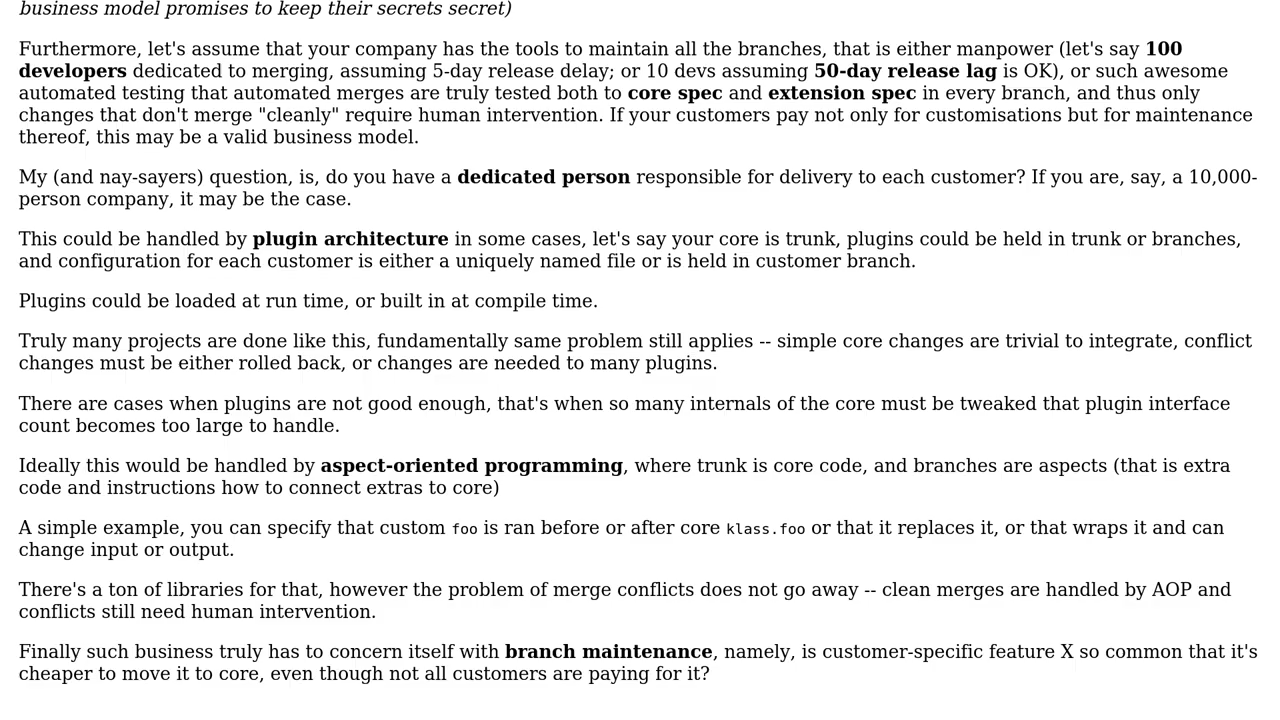 business model promises to keep their secrets secret)
Furthermore, let's assume that your company has the tools to maintain all the branches, that is either manpower (let's say 100
developers dedicated to merging, assuming 5-day release delay; or 10 devs assuming 50-day release lag is OK), or such awesome
automated testing that automated merges are truly tested both to core spec and extension spec in every branch, and thus only
changes that don't merge "cleanly" require human intervention. If your customers pay not only for customisations but for maintenance
thereof, this may be a valid business model.
My (and nay-sayers) question, is, do you have a dedicated person responsible for delivery to each customer? If you are, say, a 10,000-
person company, it may be the case.
This could be handled by plugin architecture in some cases, let's say your core is trunk, plugins could be held in trunk or branches,
and configuration for each customer is either a uniquely named file or is held in customer branch.
Plugins could be loaded at run time, or built in at compile time.
Truly many projects are done like this, fundamentally same problem still applies -- simple core changes are trivial to integrate, conflict
changes must be either rolled back, or changes are needed to many plugins.
There are cases when plugins are not good enough, that's when so many internals of the core must be tweaked that plugin interface
count becomes too large to handle.
Ideally this would be handled by aspect-oriented programming, where trunk is core code, and branches are aspects (that is extra
code and instructions how to connect extras to core)
A simple example, you can specify that custom foo is ran before or after core klass.foo or that it replaces it, or that wraps it and can
change input or output.
There's a ton of libraries for that, however the problem of merge conflicts does not go away -- clean merges are handled by AOP and
conflicts still need human intervention.
Finally such business truly has to concern itself with branch maintenance, namely, is customer-specific feature X so common that it's
cheaper to move it to core, even though not all customers are paying for it?